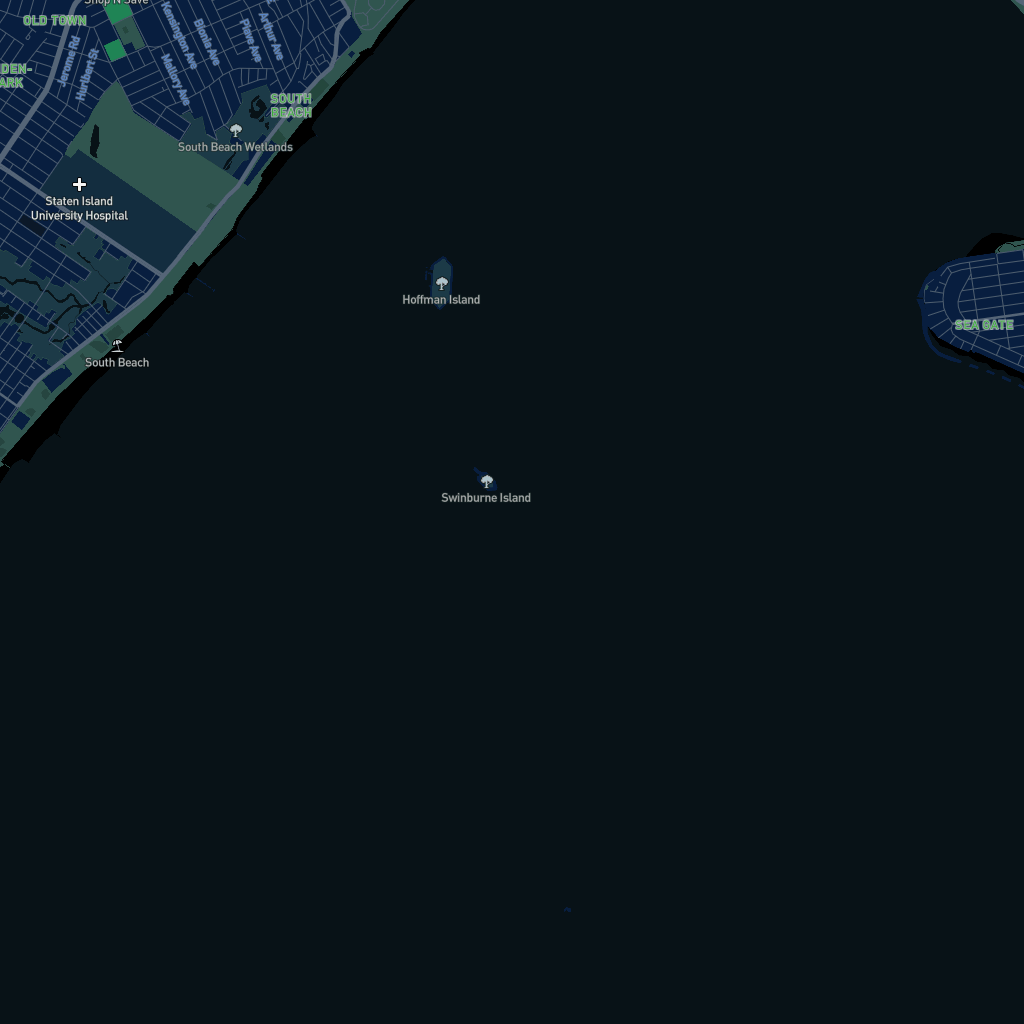 Shop N Save
OLD TOWN
Kensington Ave
Bionia Ave
Arthur Ave
Piave Ave
Jerome Rd
Hurlbert St
Mallory Ave
DEN-
ARK
SOUTH
BEACH
South Beach Wetlands
Staten Island
University Hospital
Hoffman Island
SEA GATE
South Beach
Swinburne Island